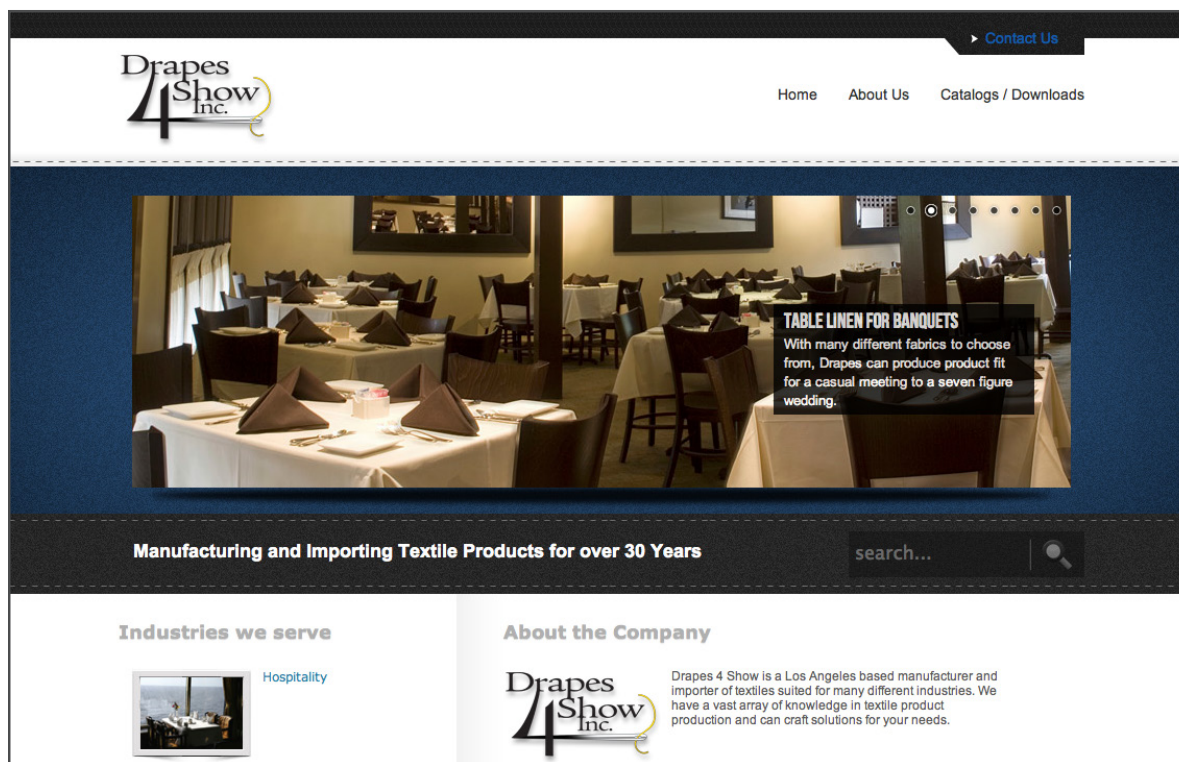 Contact Us
Drapes
4 Show
Inc.
Home About Us Catalogs / Downloads
TABLE LINEN FOR BANQUETS
With many different fabrics to choose
from, Drapes can produce product fit
for a casual meeting to a seven figure
wedding.
Manufacturing and Importing Textile Products for over 30 Years
search...
Industries we serve
Hospitality
About the Company
Drapes
4 Show
Inc.
Drapes 4 Show is a Los Angeles based manufacturer and
importer of textiles suited for many different industries. We
have a vast array of knowledge in textile product
production and can craft solutions for your needs.